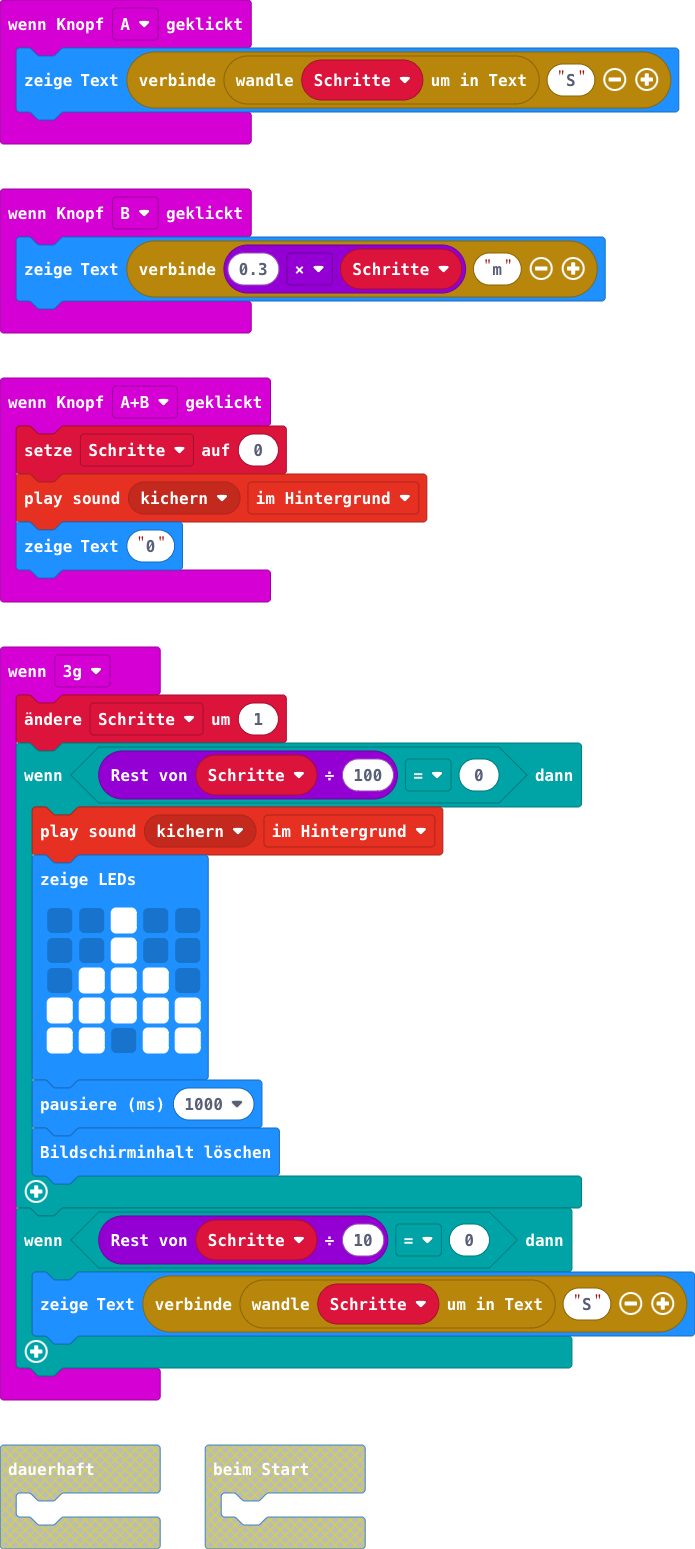 wenn Knopf A geklickt
zeige Text verbinde wandle Schritte um in Text "S"
wenn Knopf B geklickt
zeige Text verbinde 0.3 × Schritte "m"
wenn Knopf A+B geklickt
setze Schritte auf 0
play sound kichern im Hintergrund
zeige Text "0"
wenn 3g
ändere Schritte um 1
wenn Rest von Schritte ÷ 100 = 0 dann
play sound kichern im Hintergrund
zeige LEDs
pausiere (ms) 1000
Bildschirminhalt löschen
wenn Rest von Schritte ÷ 10 = 0 dann
zeige Text verbinde wandle Schritte um in Text "S"
dauerhaft beim Start